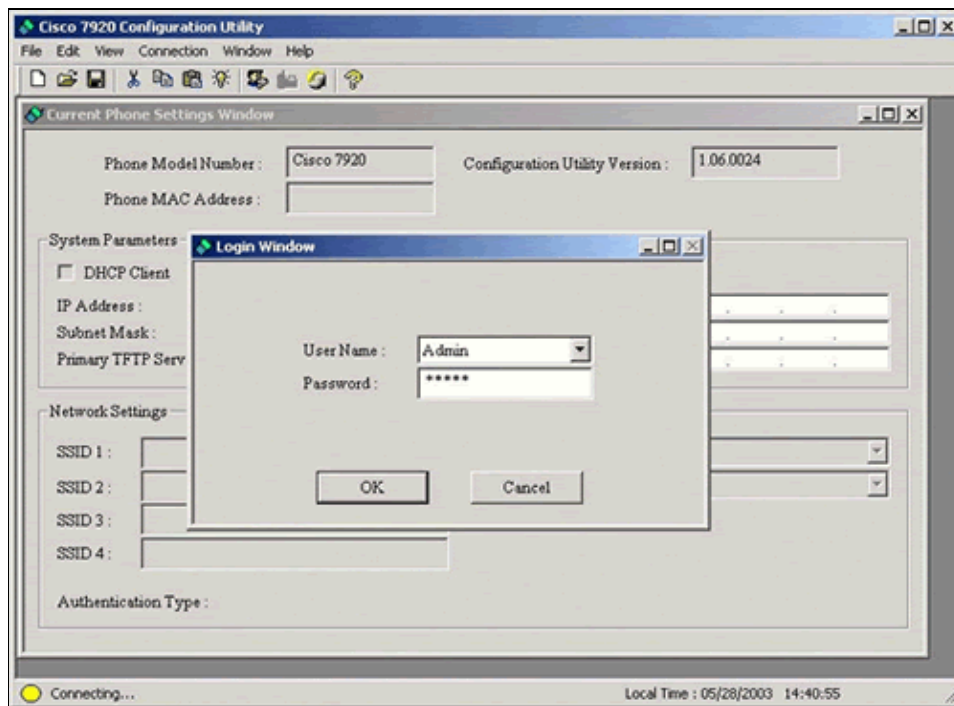 Cisco 7920 Configuration Utility
File Edit View Connection Window Help
Current Phone Settings Window
Phone Model Number : Cisco 7920 Configuration Utility Version : 1.06.0024
Phone MAC Address :
System Parameters
Login Window
DHCP Client
IP Address :
Subnet Mask :
Primary TFTP Serv
User Name : Admin
Password : *****
OK Cancel
Network Settings
SSID 1 :
SSID 2 :
SSID 3 :
SSID 4 :
Authentication Type :
Connecting... Local Time : 05/28/2003 14:40:55